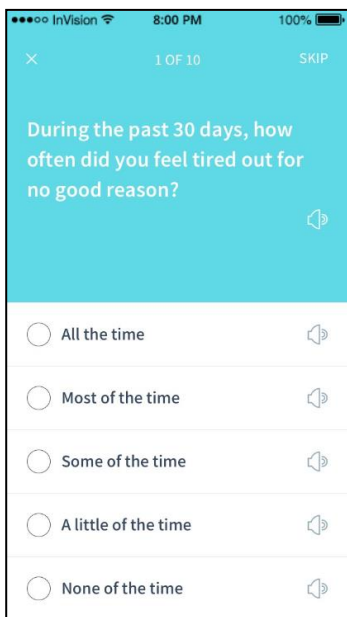 InVision 8:00 PM 100%
1 OF 10 SKIP
During the past 30 days, how
often did you feel tired out for
no good reason?
All the time
Most of the time
Some of the time
A little of the time
None of the time